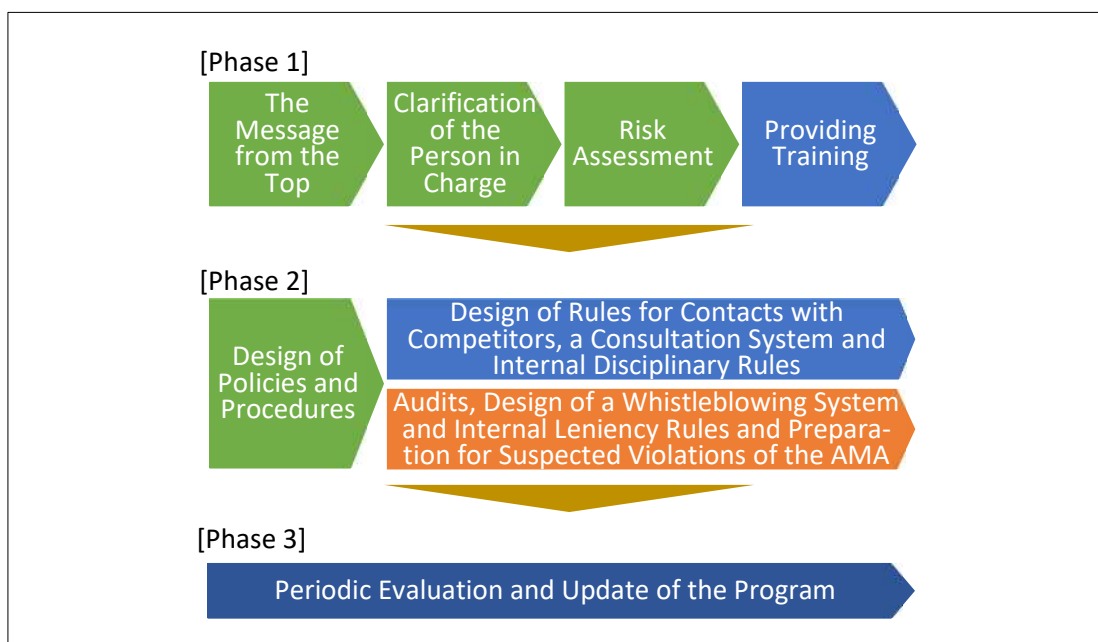 [Phase 1]
The
Message
from the
Top
Clarification
of the
Person in
Charge
Risk
Assessment
Providing
Training
[Phase 2]
Design of
Policies and
Procedures
Design of Rules for Contacts with
Competitors, a Consultation System and
Internal Disciplinary Rules
Audits, Design of a Whistleblowing System
and Internal Leniency Rules and Prepara-
tion for Suspected Violations of the AMA
[Phase 3]
Periodic Evaluation and Update of the Program